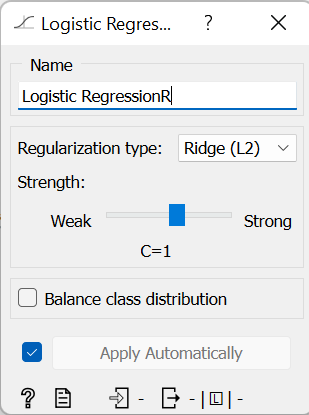 Logistic Regres... ? ×
Name
Logistic RegressionR
Regularization type: Ridge (L2)
Strength:
Weak Strong
C=1
Balance class distribution
Apply Automatically
? - - | L | -